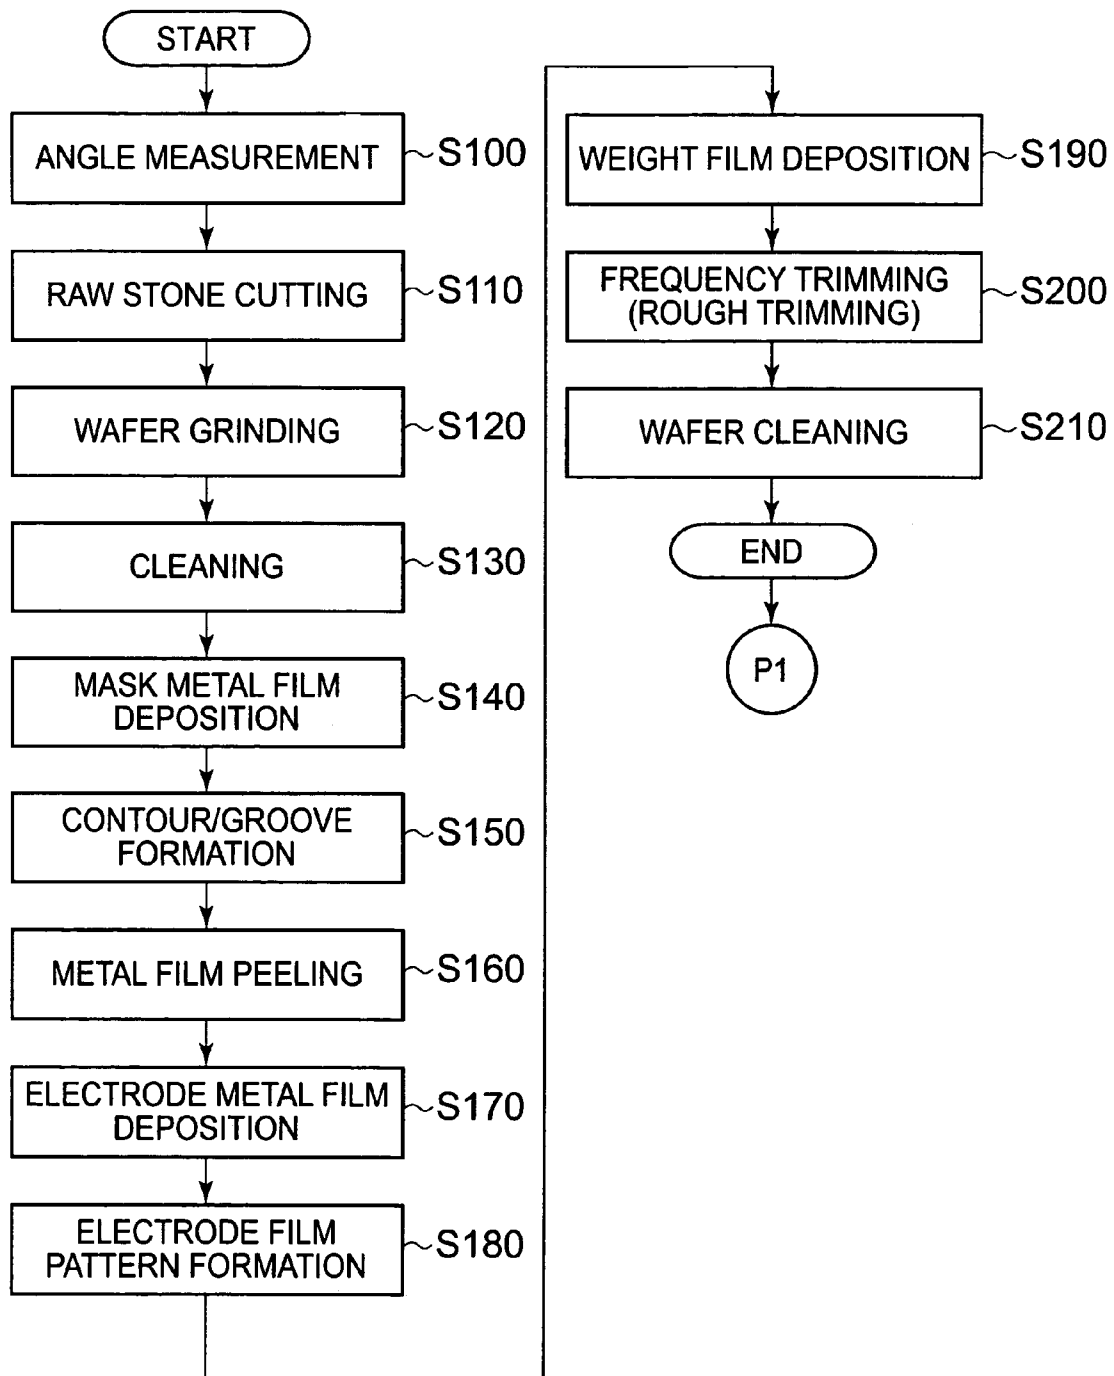 START
ANGLE MEASUREMENT
S100
RAW STONE CUTTING
S110
WAFER GRINDING
S120
CLEANING
S130
MASK METAL FILM
DEPOSITION
S140
CONTOUR/GROOVE
FORMATION
S150
METAL FILM PEELING
S160
ELECTRODE METAL FILM
DEPOSITION
S170
ELECTRODE FILM
PATTERN FORMATION
S180
WEIGHT FILM DEPOSITION
S190
FREQUENCY TRIMMING
(ROUGH TRIMMING)
S200
WAFER CLEANING
S210
END
P1